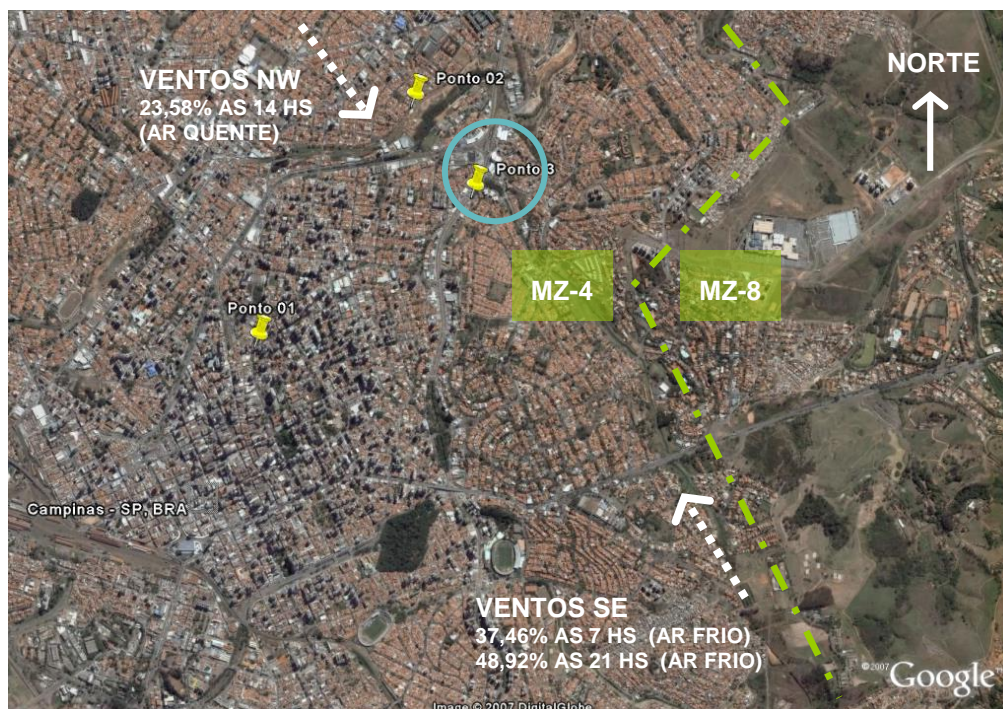 NORTE
VENTOS NW
23,58% AS 14 HS
(AR QUENTE)
Ponto 02
Ponto 3
MZ-4
MZ-8
Ponto 01
Campinas - SP, BRA
VENTOS SE
37,46% AS 7 HS (AR FRIO)
48,92% AS 21 HS (AR FRIO)
©2007 Google™
Image © 2007 DigitalGlobe